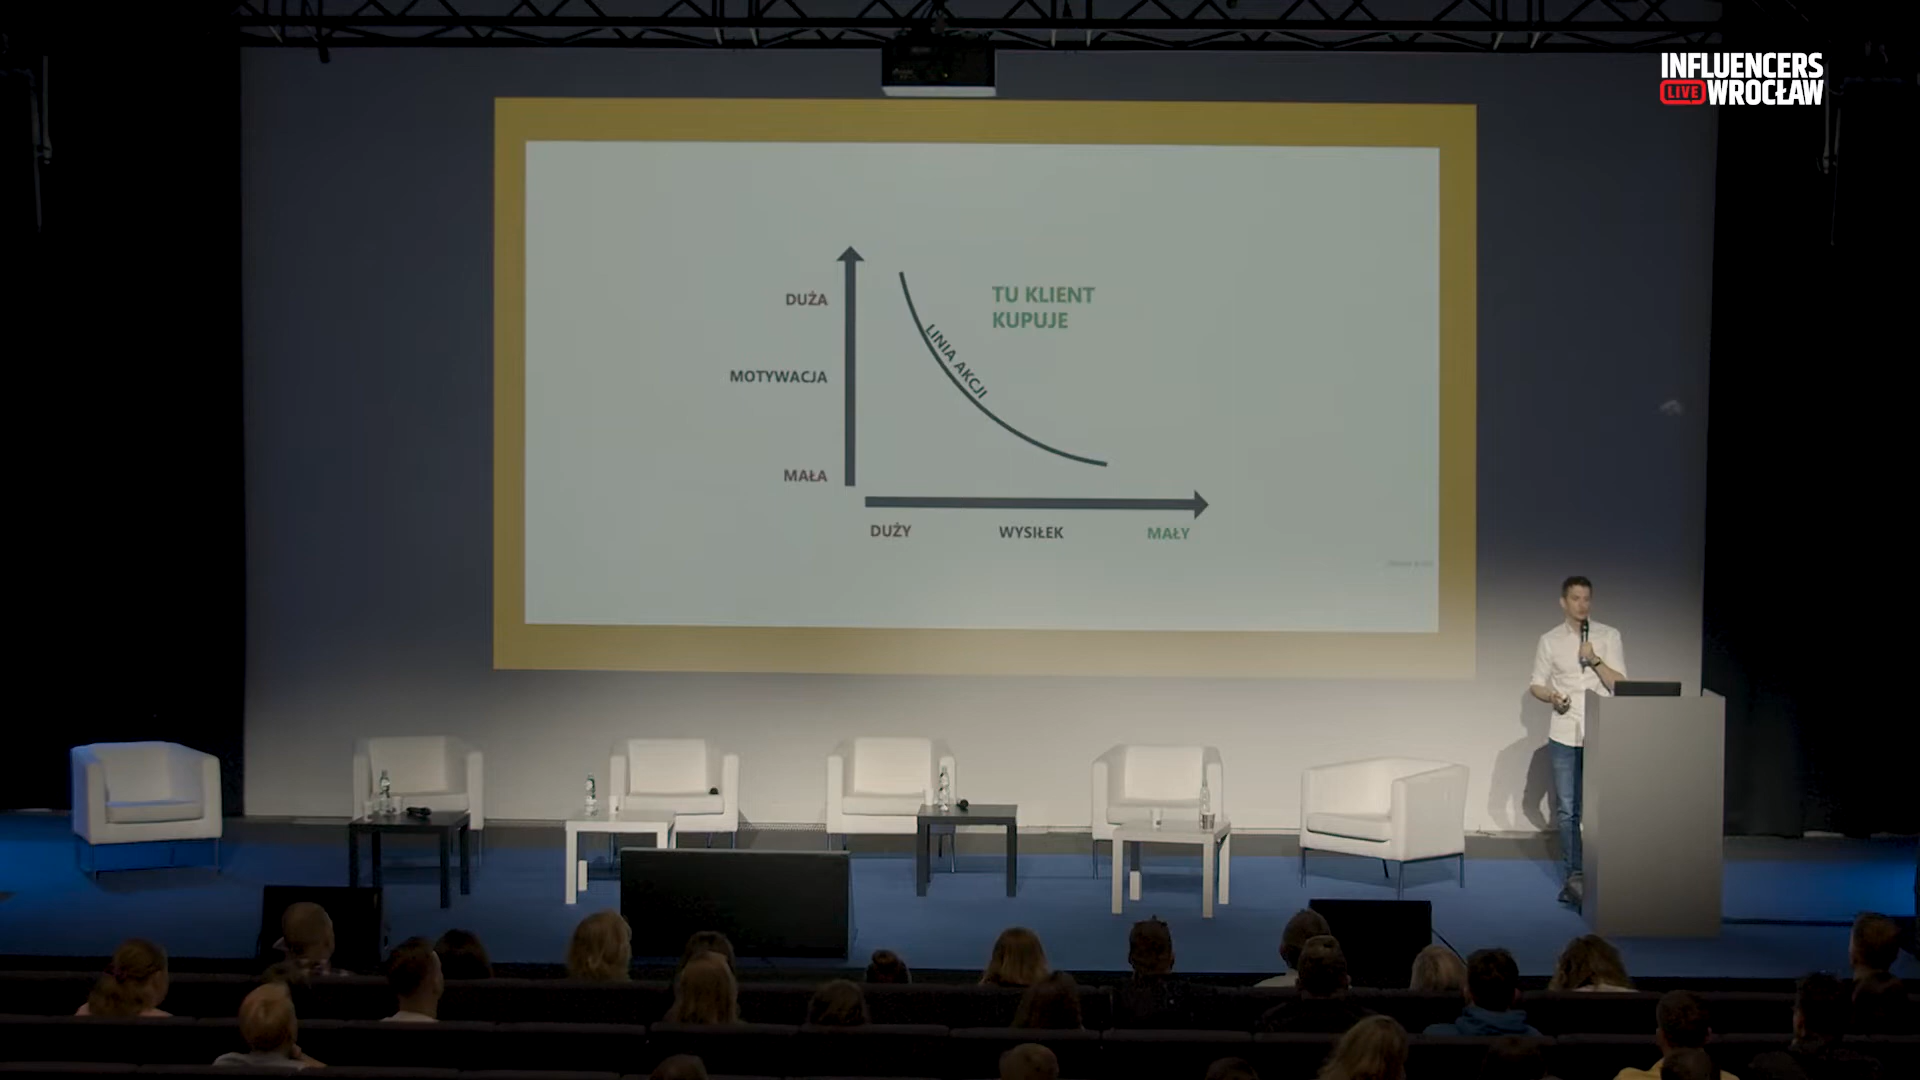 INFLUENCERS
LIVE WROCŁAW
DUŻA
TU KLIENT
KUPUJE
LINIA AKCJI
MOTYWACJA
MAŁA
DUŻY WYSIŁEK MAŁY